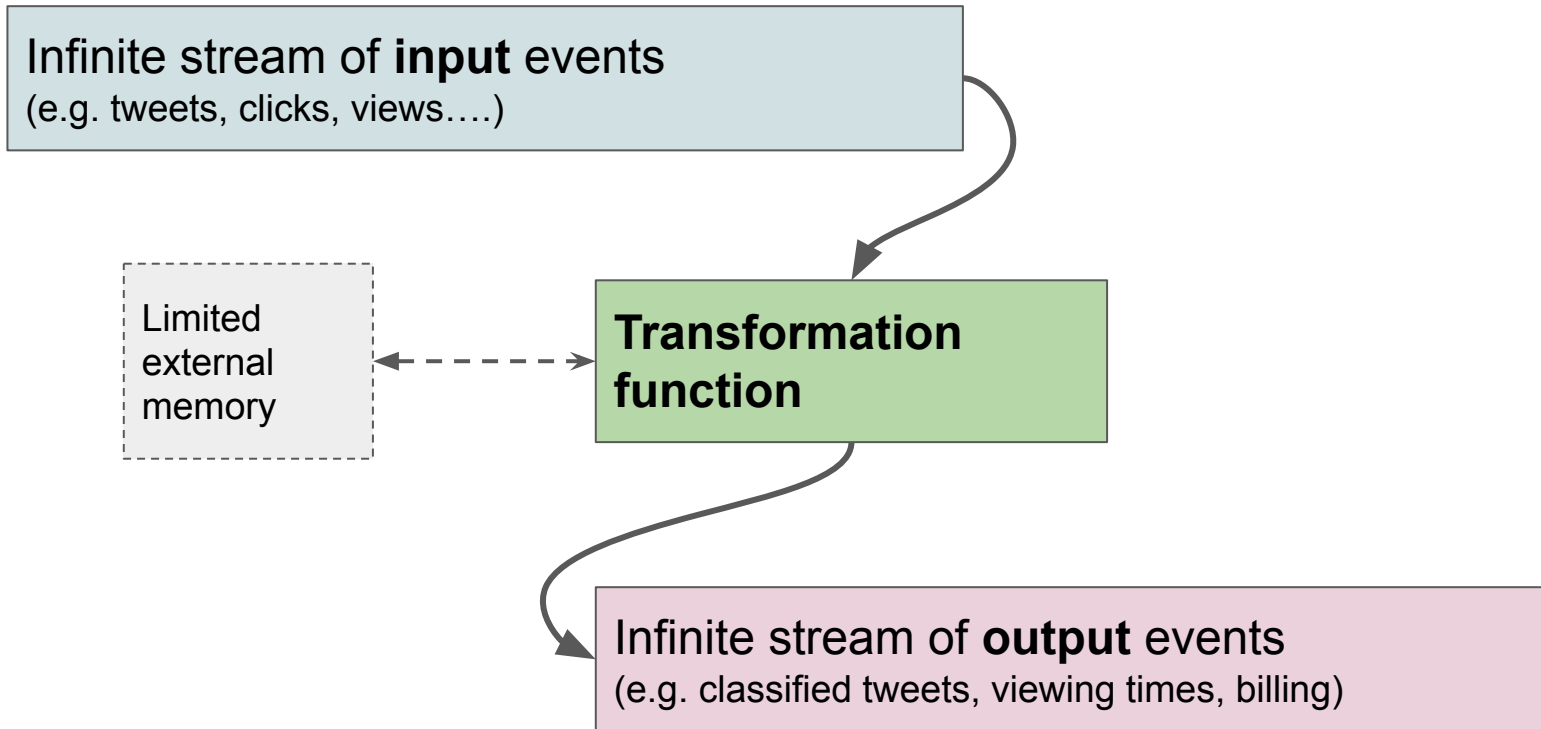 Infinite stream of input events
(e.g. tweets, clicks, views….)
Limited
external
memory
Transformation
function
Infinite stream of output events
(e.g. classified tweets, viewing times, billing)